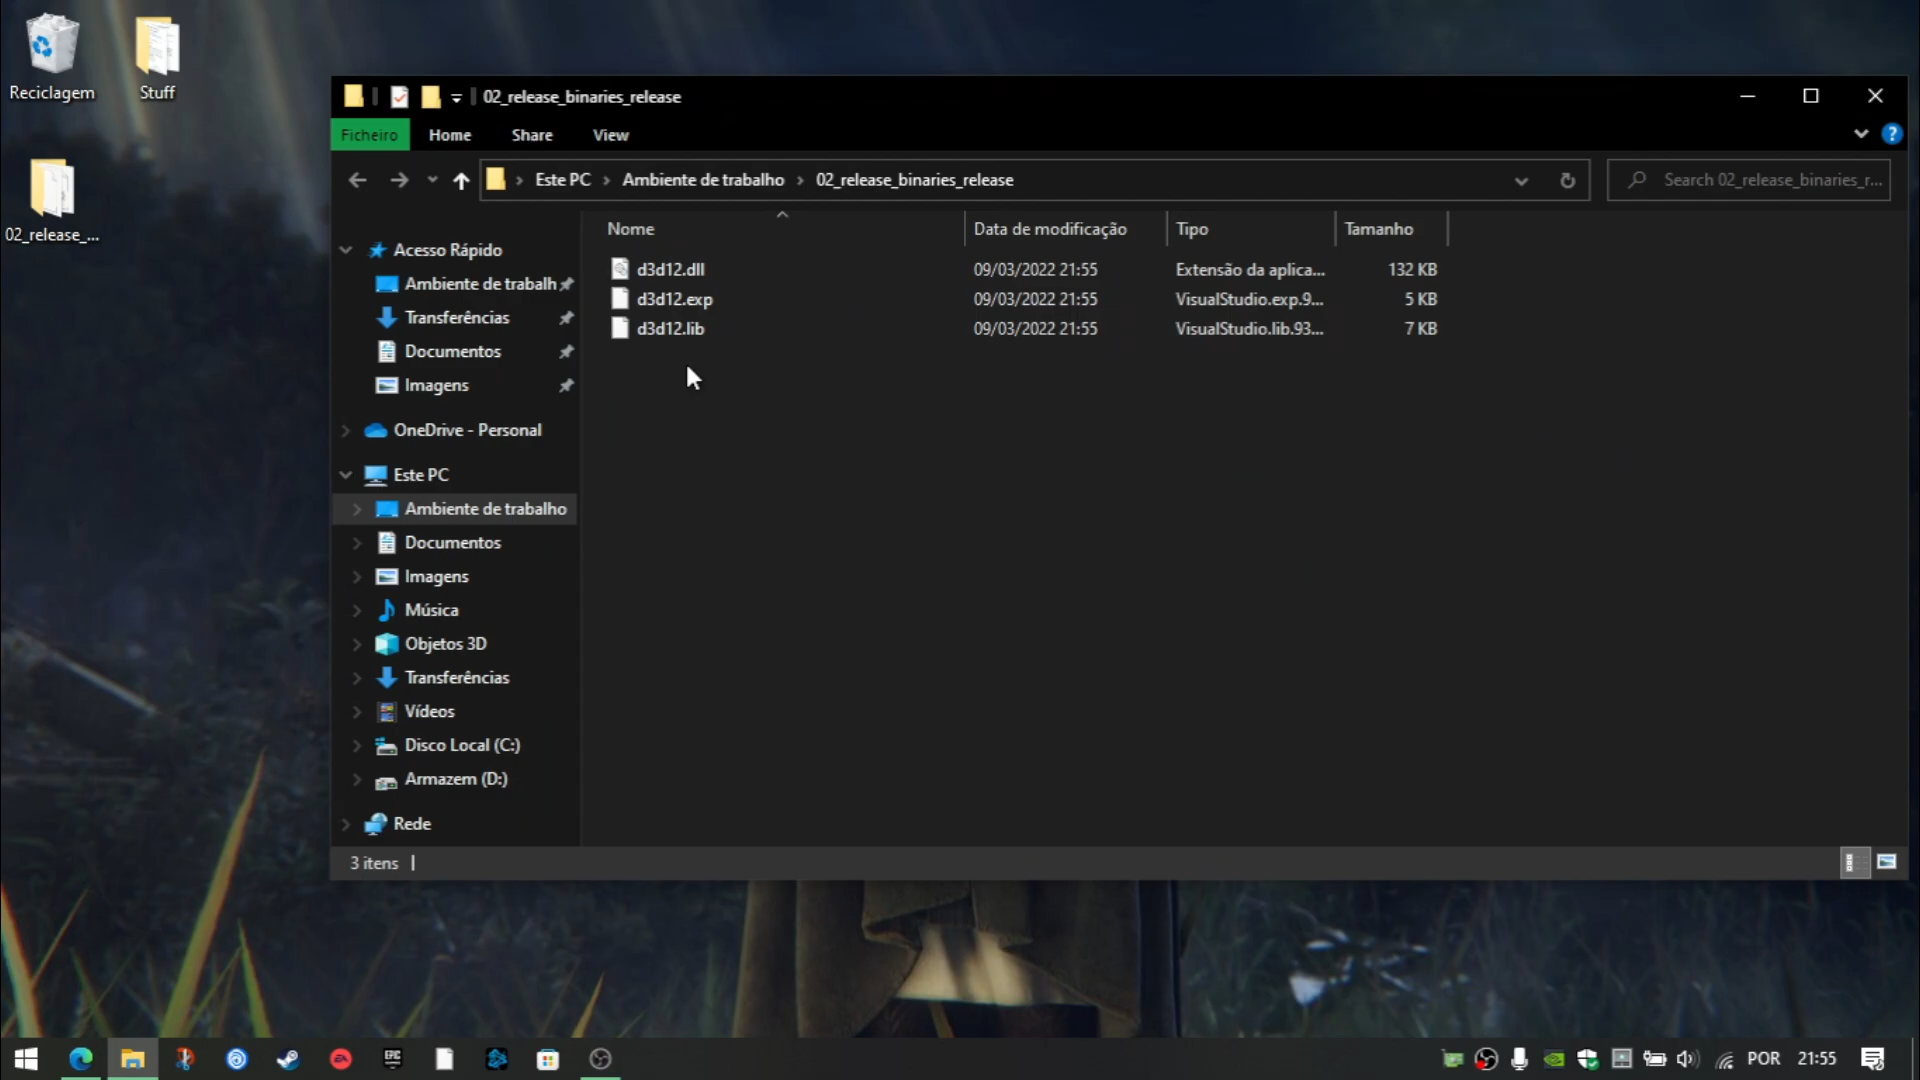 Reciclagem
Stuff
02_release_...
02_release_binaries_release
Ficheiro
Home
Share
View
Este PC
Ambiente de trabalho
02_release_binaries_release
Search 02_release_binaries_r...
Nome
Data de modificação
Tipo
Tamanho
d3d12.dll
09/03/2022 21:55
Extensão da aplica...
132 KB
d3d12.exp
09/03/2022 21:55
VisualStudio.exp.9...
5 KB
d3d12.lib
09/03/2022 21:55
VisualStudio.lib.93...
7 KB
Acesso Rápido
Ambiente de trabalh
Transferências
Documentos
Imagens
OneDrive - Personal
Este PC
Ambiente de trabalho
Documentos
Imagens
Música
Objetos 3D
Transferências
Vídeos
Disco Local (C:)
Armazem (D:)
Rede
3 itens
EA
EPIC
POR
21:55